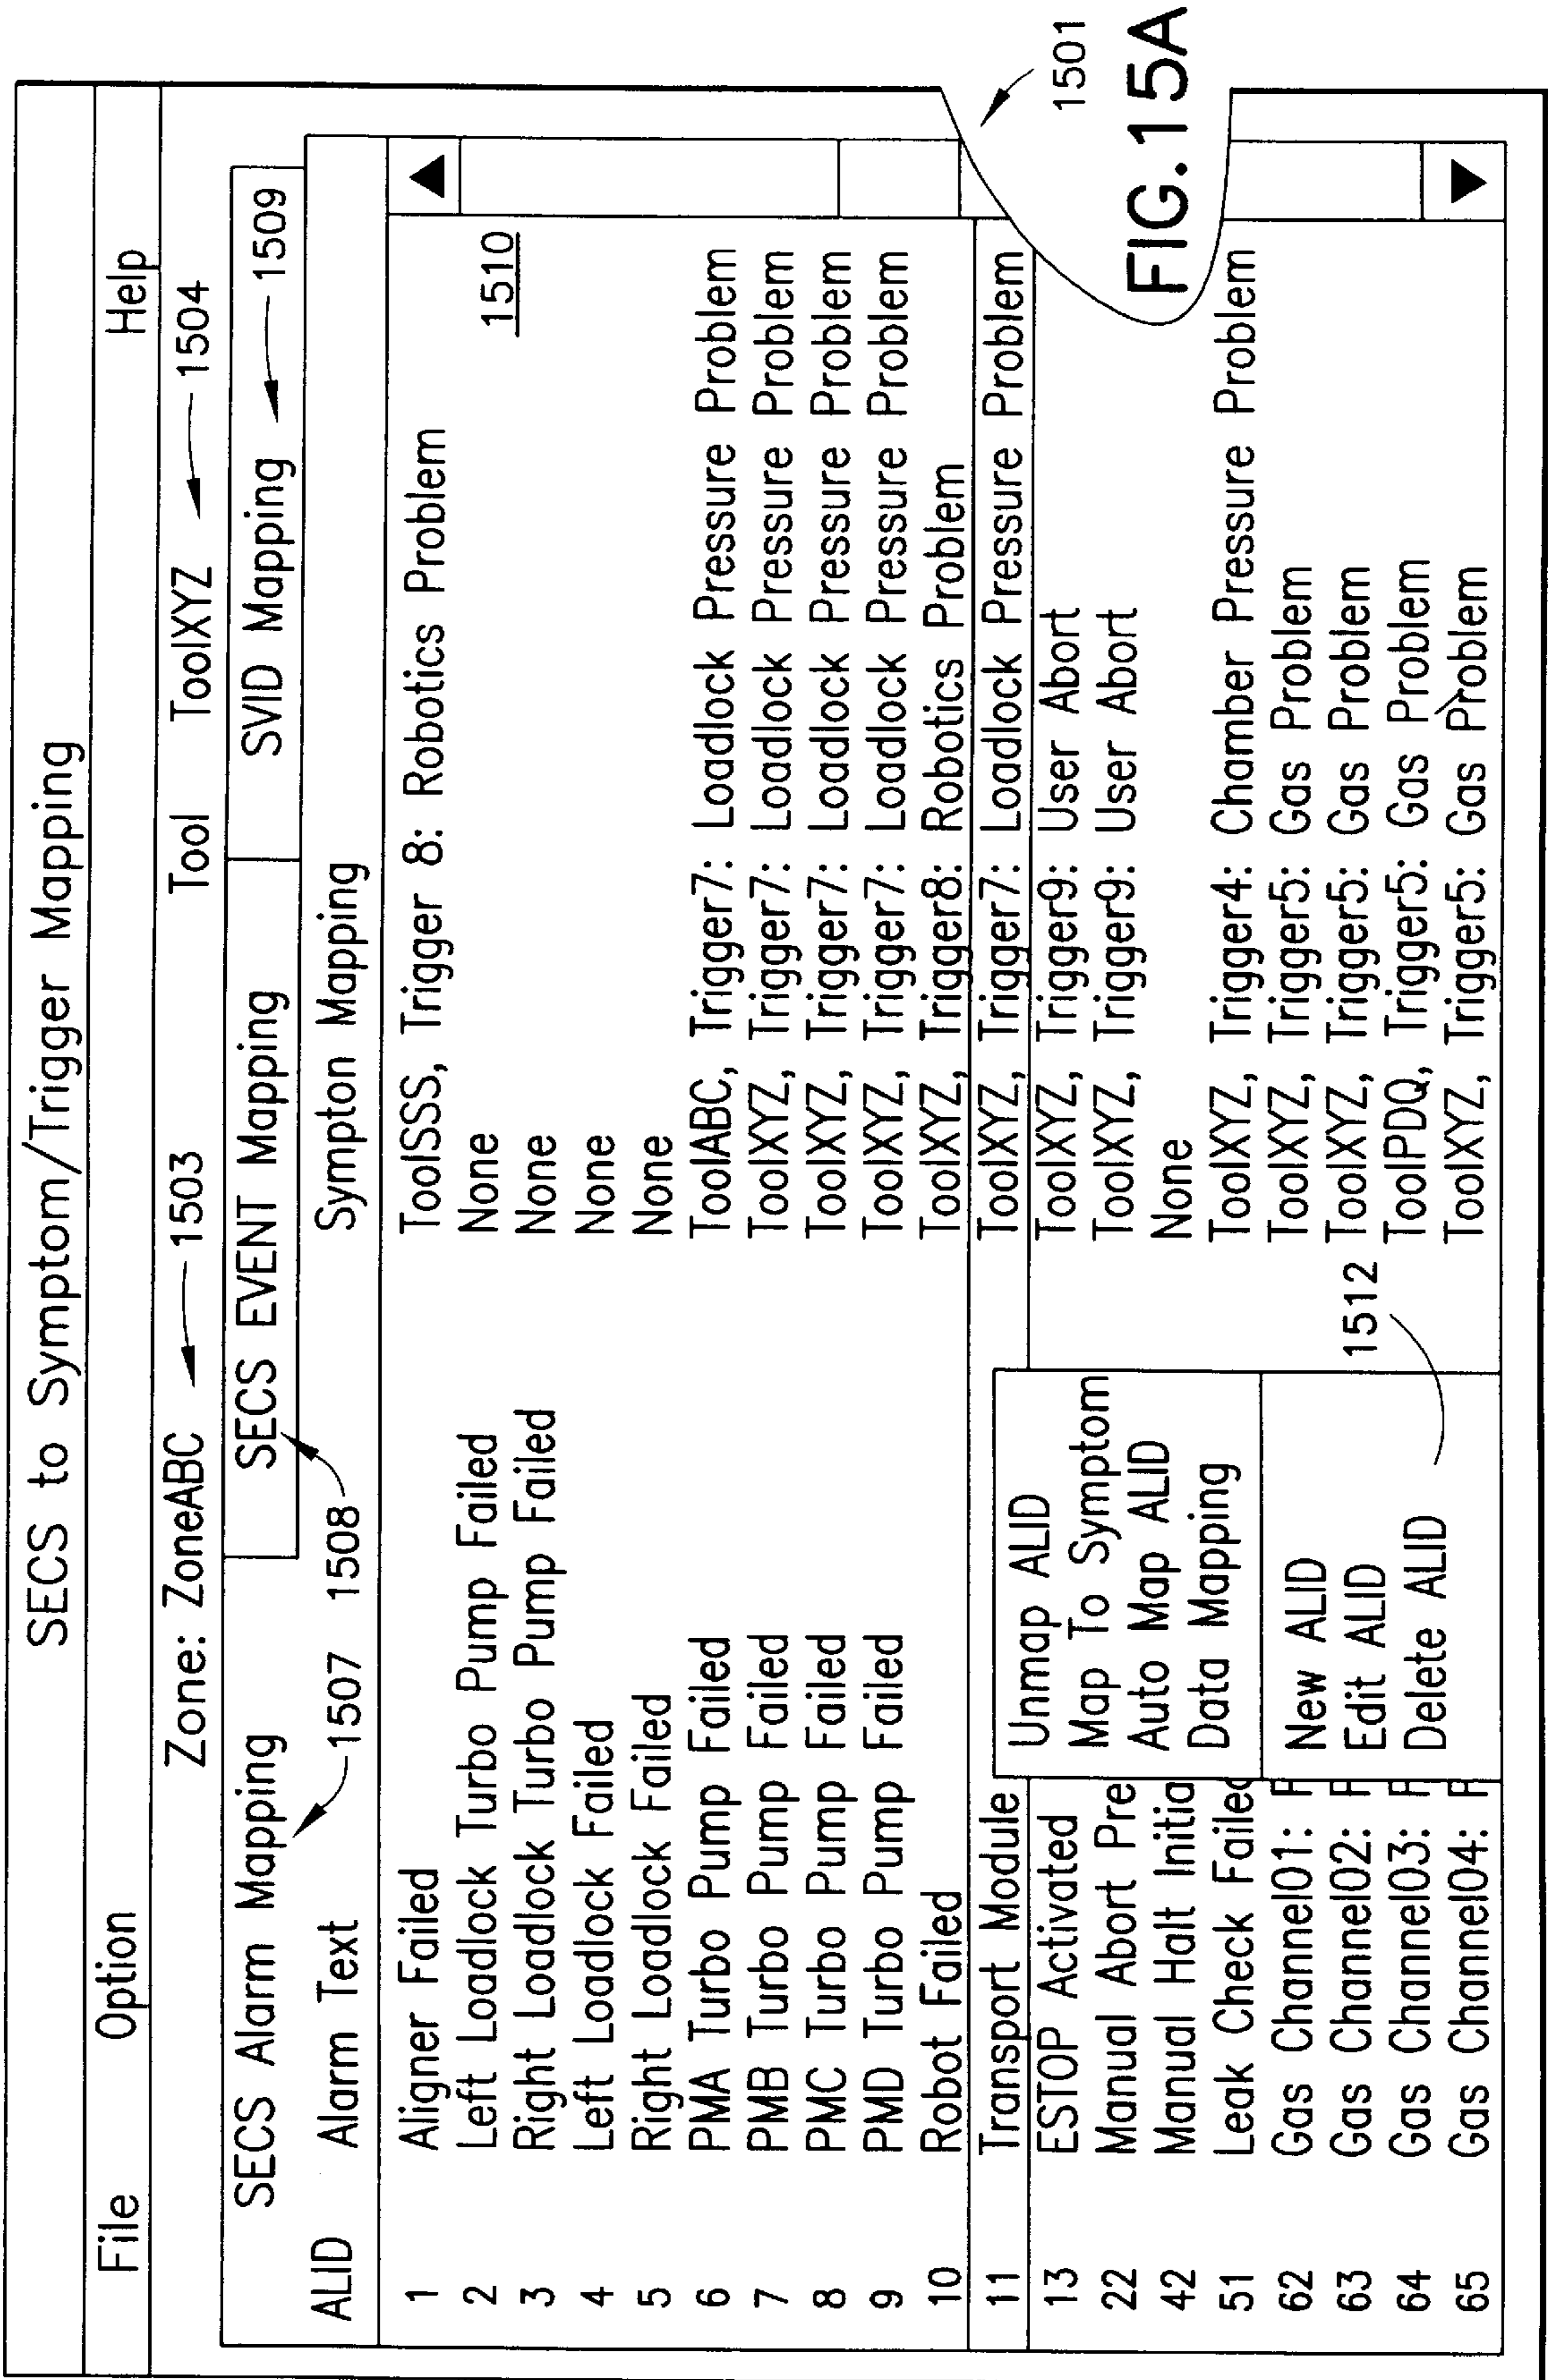 SECS to Symptom/Trigger Mapping
File Option Help
Zone: ZoneABC 1503 Tool ToolXYZ 1504
SECS Alarm Mapping SECS EVENT Mapping SVID Mapping 1509
1507 1508
ALID Alarm Text Sympton Mapping
1 Aligner Failed ToolSSS, Trigger 8: Robotics Problem
2 Left Loadlock Turbo Pump Failed None
1510
3 Right Loadlock Turbo Pump Failed None
4 Left Loadlock Failed None
5 Right Loadlock Failed None
6 PMA Turbo Pump Failed ToolABC, Trigger7: Loadlock Pressure Problem
7 PMB Turbo Pump Failed ToolXYZ, Trigger7: Loadlock Pressure Problem
8 PMC Turbo Pump Failed ToolXYZ, Trigger7: Loadlock Pressure Problem
9 PMD Turbo Pump Failed ToolXYZ, Trigger7: Loadlock Pressure Problem
10 Robot Failed ToolXYZ, Trigger8: Robotics Problem
11 Transport Module ToolXYZ, Trigger7: Loadlock Pressure Problem
13 ESTOP Activated ToolXYZ, Trigger9: User Abort
22 Manual Abort Pre ToolXYZ, Trigger9: User Abort
42 Manual Halt Initia None
51 Leak Check Failed ToolXYZ, Trigger4: Chamber Pressure Problem
62 Gas Channel01: ToolXYZ, Trigger5: Gas Problem
63 Gas Channel02: ToolXYZ, Trigger5: Gas Problem
64 Gas Channel03: ToolPDQ, Trigger5: Gas Problem
65 Gas Channel04: ToolXYZ, Trigger5: Gas Problem
Unmap ALID
Map To Symptom
Auto Map ALID
Data Mapping
New ALID
Edit ALID
Delete ALID
1512
1501
FIG.15A